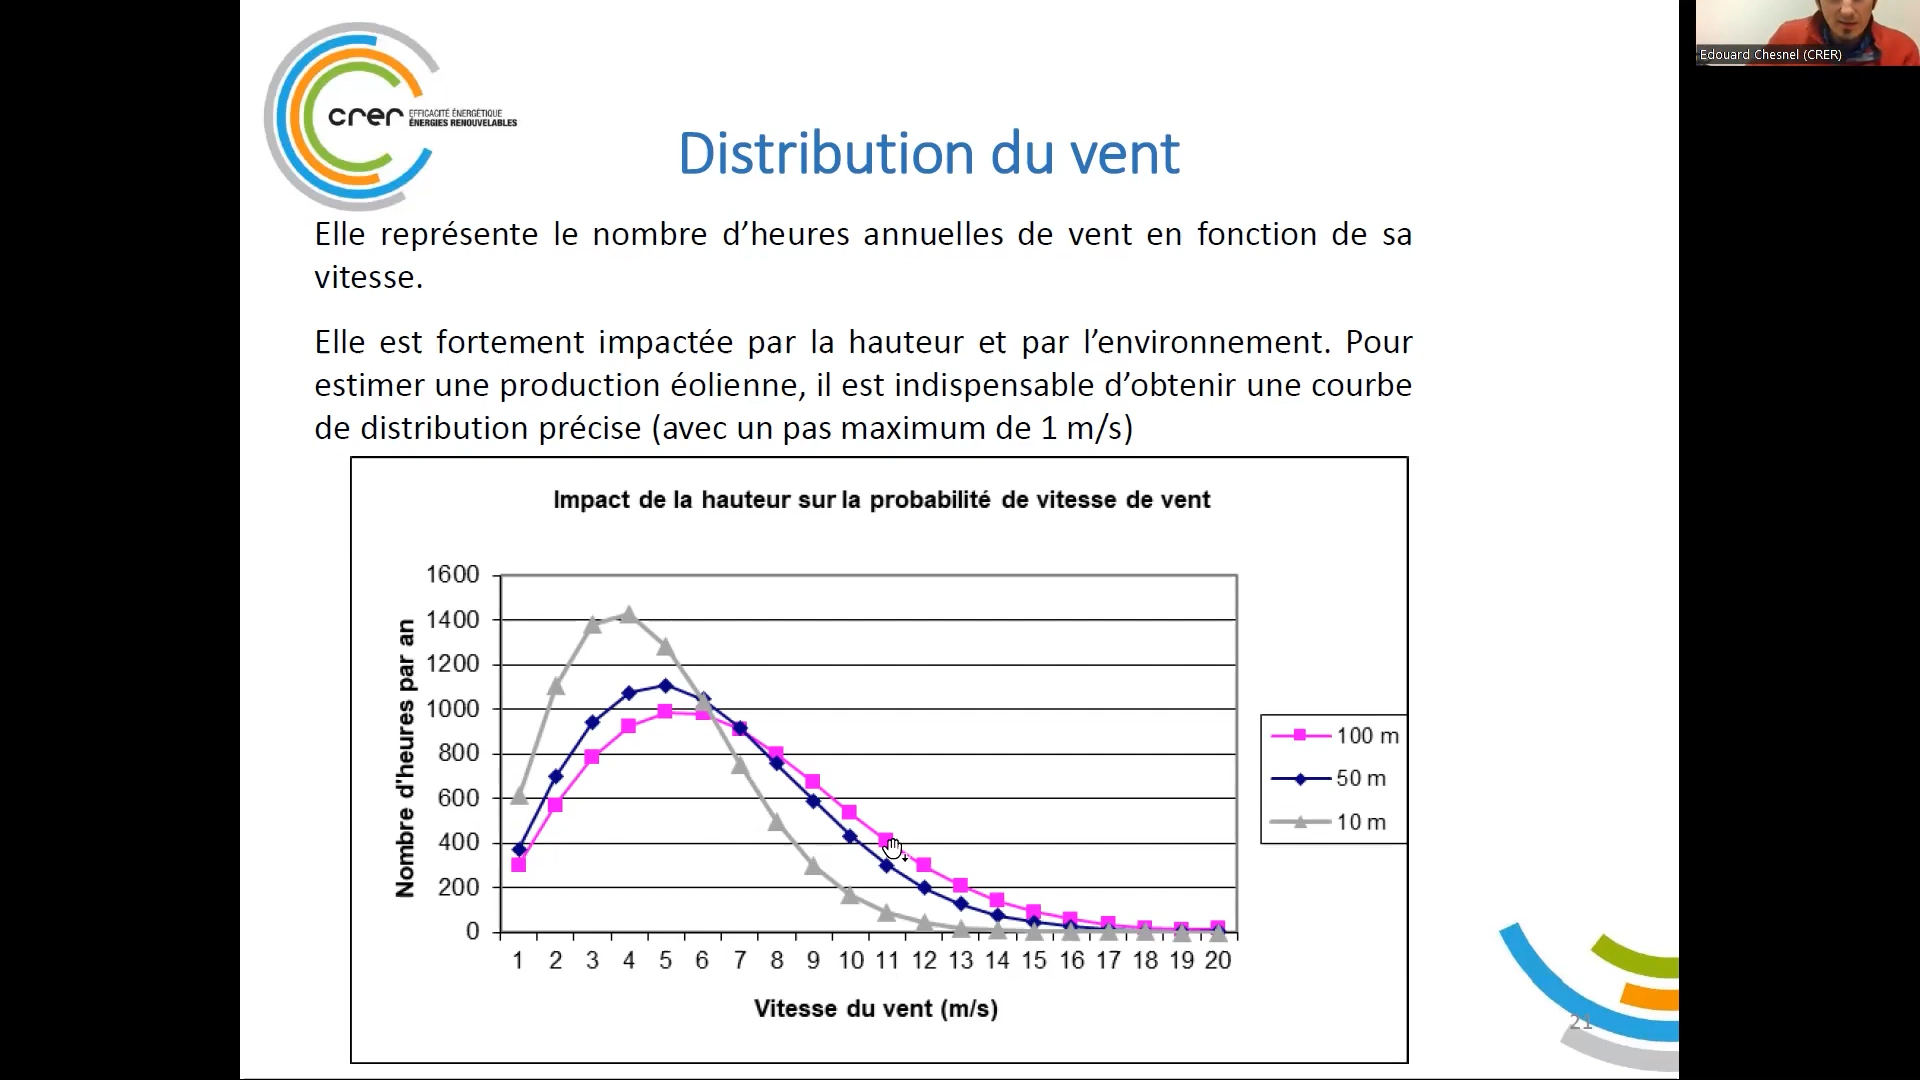 Edouard Chesnel (CRER)
crer EFFICACITÉ ÉNERGÉTIQUE
ÉNERGIES RENOUVELABLES
Distribution du vent
Elle représente le nombre d’heures annuelles de vent en fonction de sa
vitesse.
Elle est fortement impactée par la hauteur et par l’environnement. Pour
estimer une production éolienne, il est indispensable d’obtenir une courbe
de distribution précise (avec un pas maximum de 1 m/s)
Impact de la hauteur sur la probabilité de vitesse de vent
Nombre d'heures par an
1600
1400
1200
1000
800
600
400
200
0
1 2 3 4 5 6 7 8 9 10 11 12 13 14 15 16 17 18 19 20
Vitesse du vent (m/s)
100 m
50 m
10 m
21